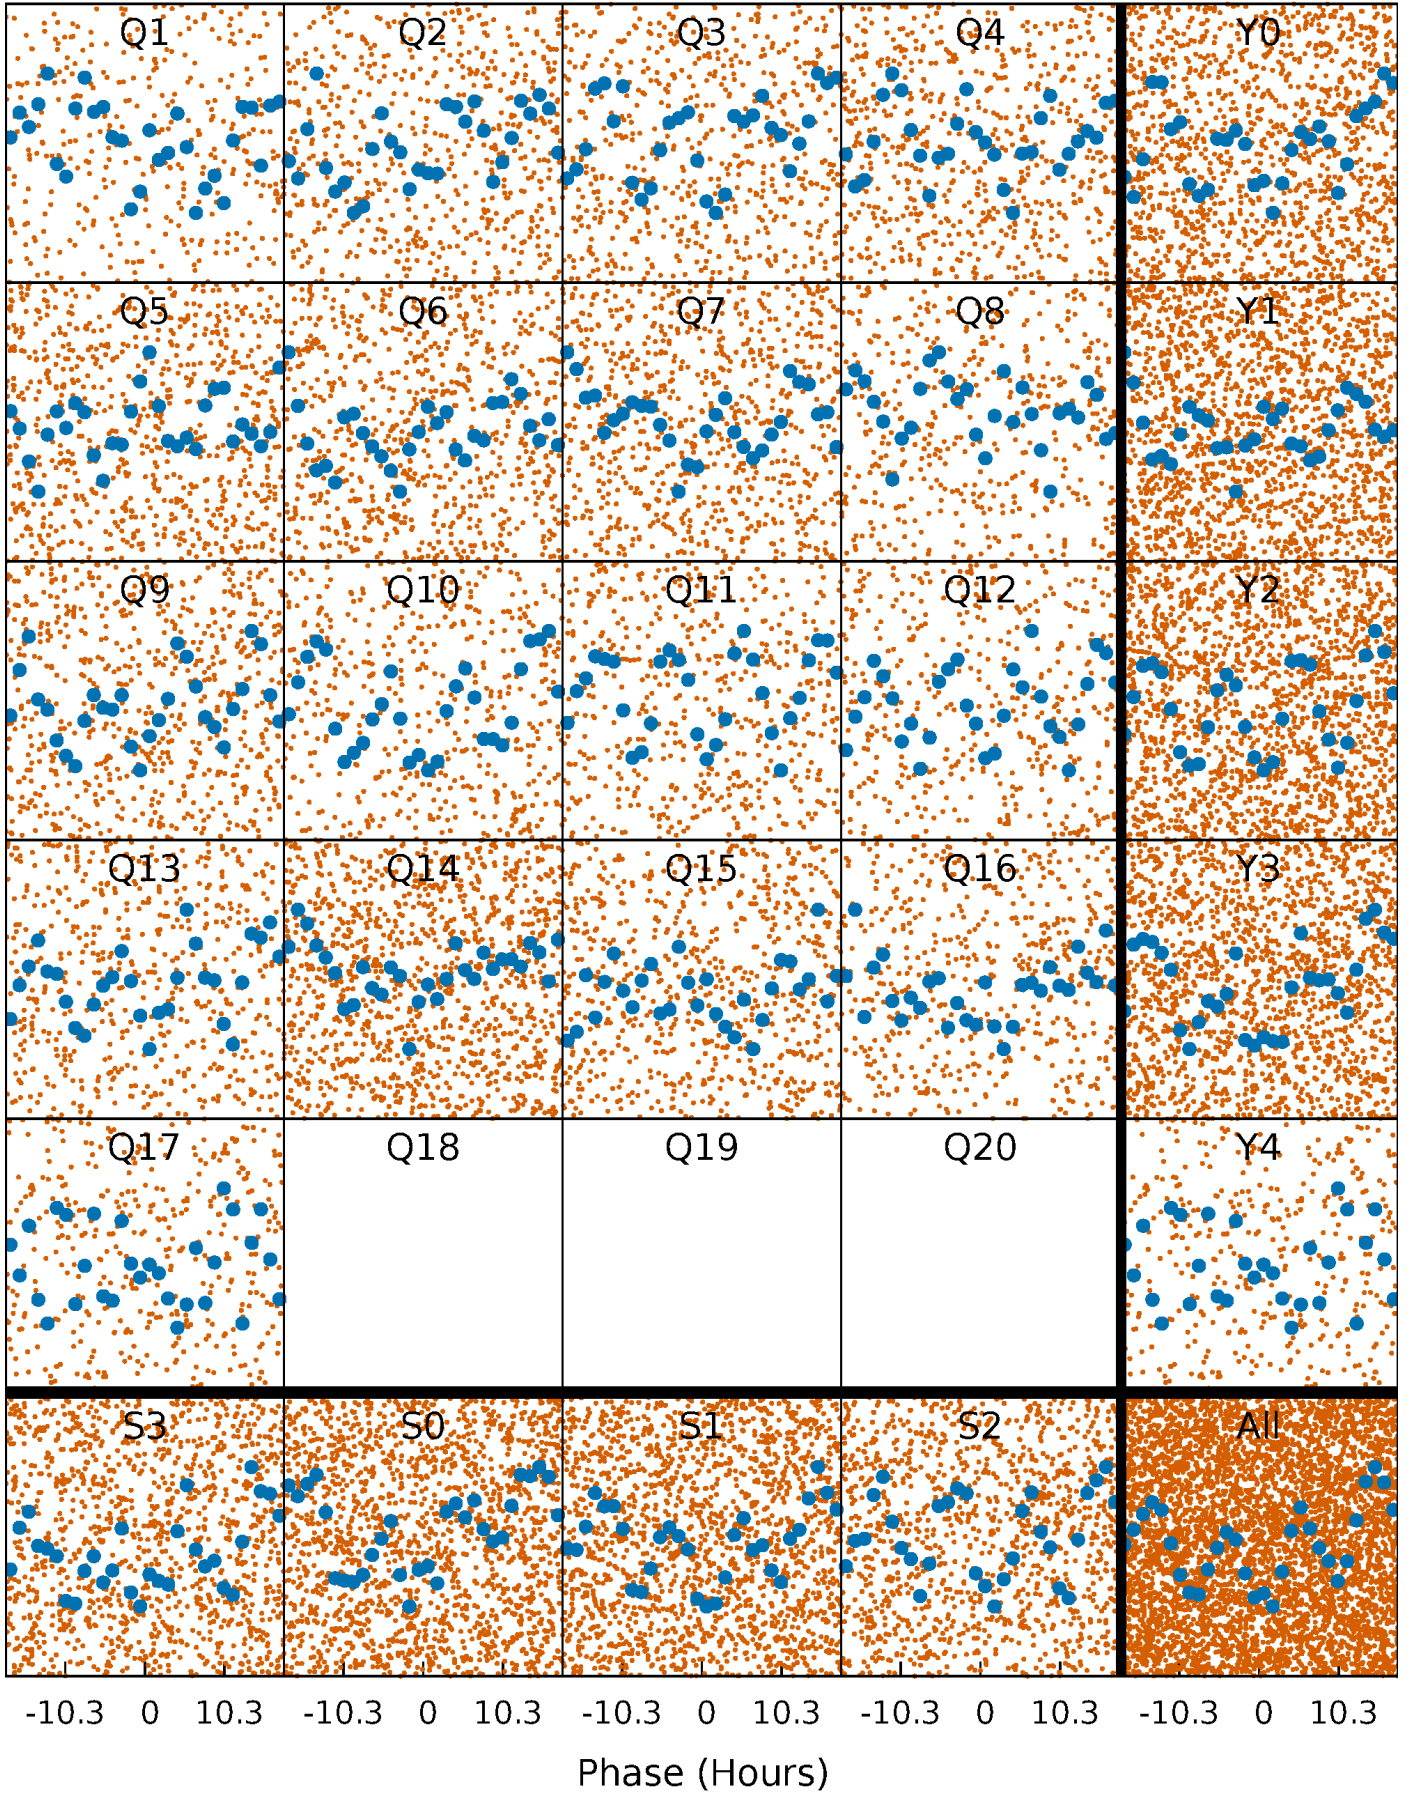 Q1 Q2 Q3 Q4 Y0
Q5 Q6 Q7 Q8 Y1
Q9 Q10 Q11 Q12 Y2
Q13 Q14 Q15 Q16 Y3
Q17 Q18 Q19 Q20 Y4
S3 S0 S1 S2 All
-10.3 0 10.3 -10.3 0 10.3 -10.3 0 10.3 -10.3 0 10.3 -10.3 0 10.3
Phase (Hours)